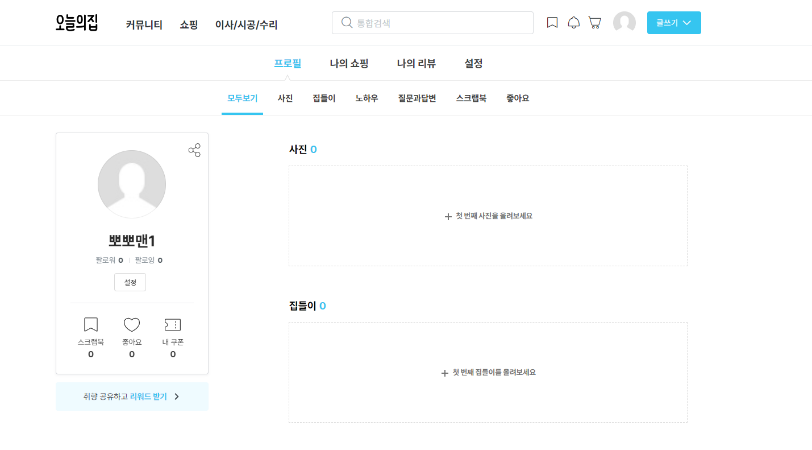 오늘의집 커뮤니티 쇼핑 이사/시공/수리 통합검색 글쓰기
프로필 나의 쇼핑 나의 리뷰 설정
모두보기 사진 집들이 노하우 질문과답변 스크랩북 좋아요
뽀뽀맨1
팔로워 0 팔로잉 0
설정
스크랩북 좋아요 내 쿠폰
0 0 0
취향 공유하고 리워드 받기
사진 0
+ 첫 번째 사진을 올려보세요
집들이 0
+ 첫 번째 집들이를 올려보세요